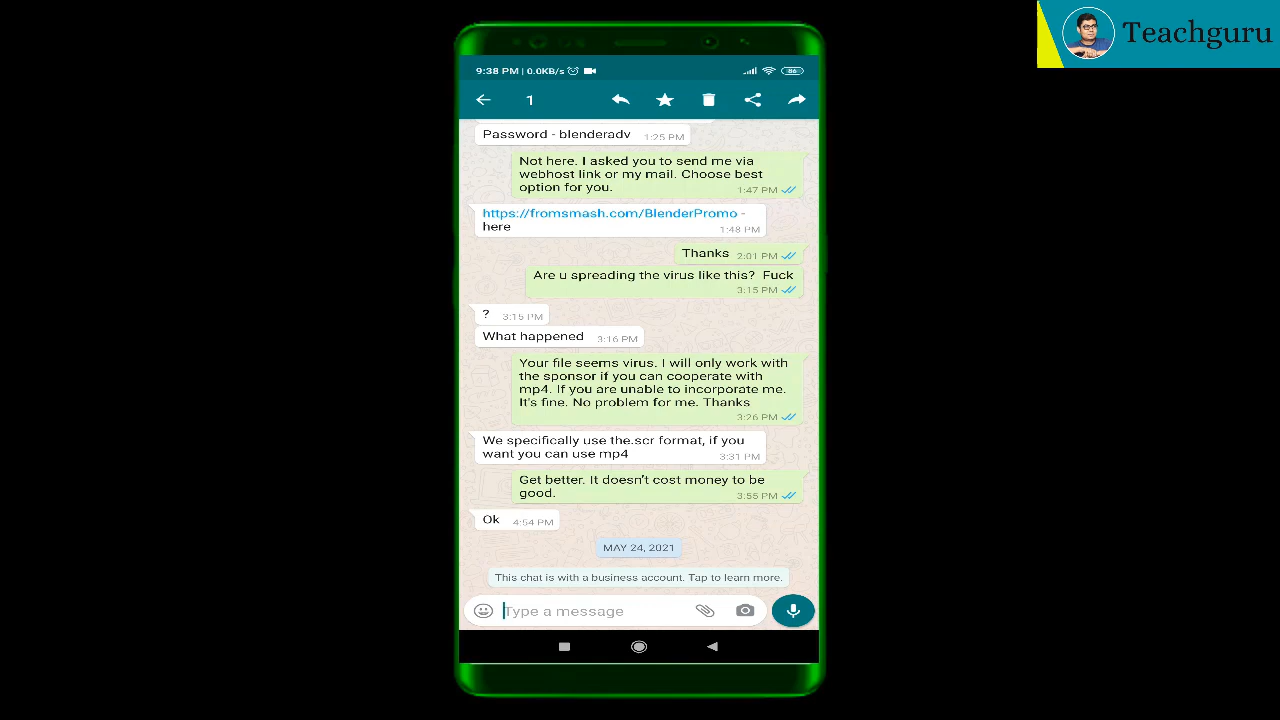 Teachguru
9:38 PM | 0.0KB/s
86
1
Password - blenderadv 1:25 PM
Not here. I asked you to send me via
webhost link or my mail. Choose best
option for you. 1:47 PM
https://fromsmash.com/BlenderPromo -
here 1:48 PM
Thanks 2:01 PM
Are u spreading the virus like this? Fuck
3:15 PM
? 3:15 PM
What happened 3:16 PM
Your file seems virus. I will only work with
the sponsor if you can cooperate with
mp4. If you are unable to incorporate me.
It's fine. No problem for me. Thanks
3:26 PM
We specifically use the.scr format, if you
want you can use mp4 3:31 PM
Get better. It doesn't cost money to be
good. 3:55 PM
Ok 4:54 PM
MAY 24, 2021
This chat is with a business account. Tap to learn more.
Type a message